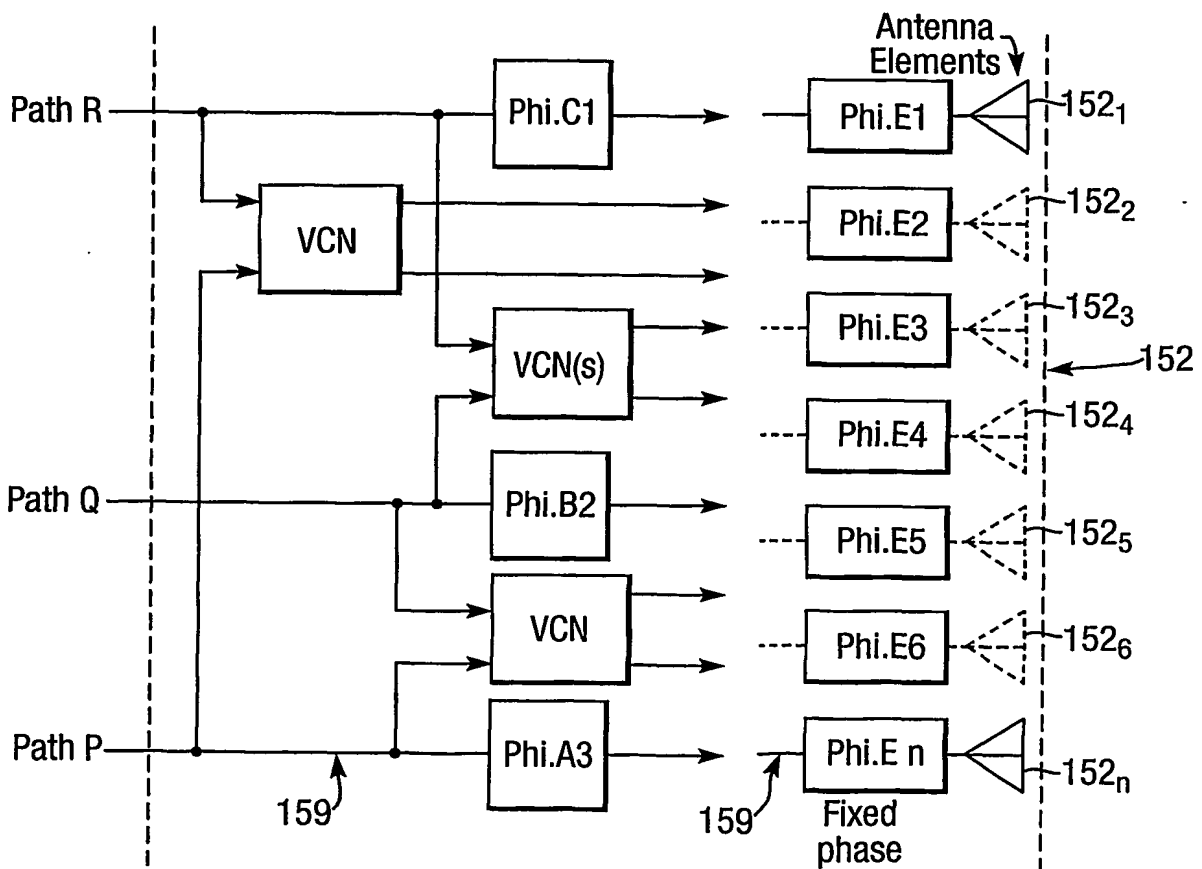 Antenna
Elements
Path R
Phi.C1
Phi.E1
152₁
VCN
Phi.E2
152₂
Phi.E3
152₃
VCN(s)
152
Phi.E4
152₄
Path Q
Phi.B2
Phi.E5
152₅
VCN
Phi.E6
152₆
Path P
Phi.A3
Phi.E n
152ₙ
159
159
Fixed
phase